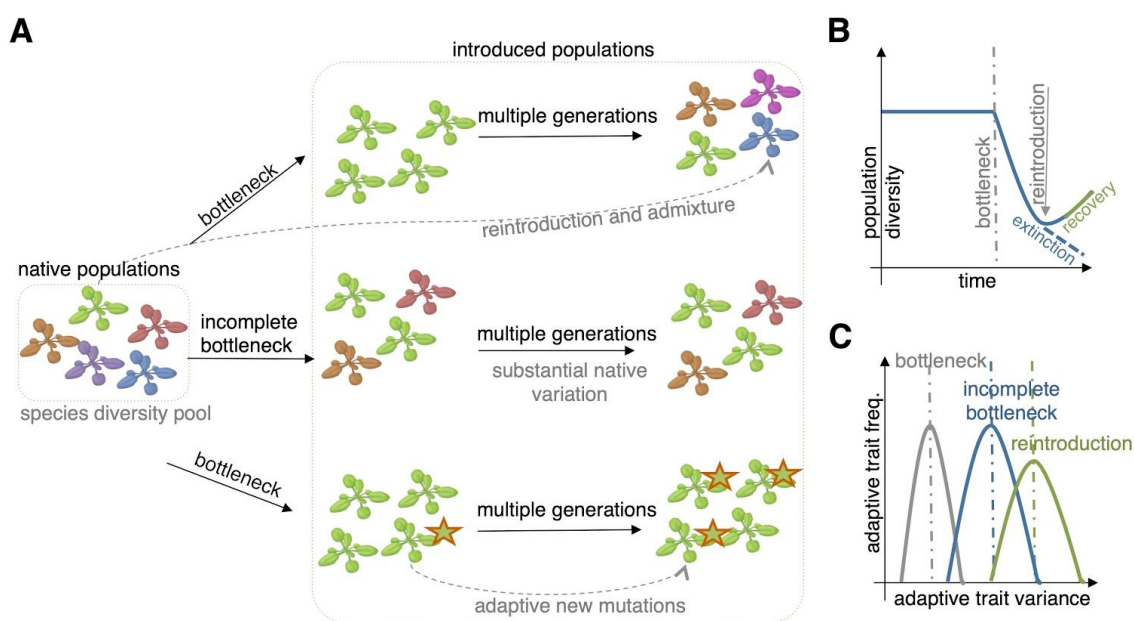 A
introduced populations
multiple generations
bottleneck
reintroduction and admixture
native populations
incomplete
bottleneck
multiple generations
substantial native
variation
species diversity pool
bottleneck
multiple generations
adaptive new mutations
B
population
diversity
bottleneck
reintroduction
extinction
recovery
time
C
bottleneck
incomplete
bottleneck
reintroduction
adaptive trait freq.
adaptive trait variance